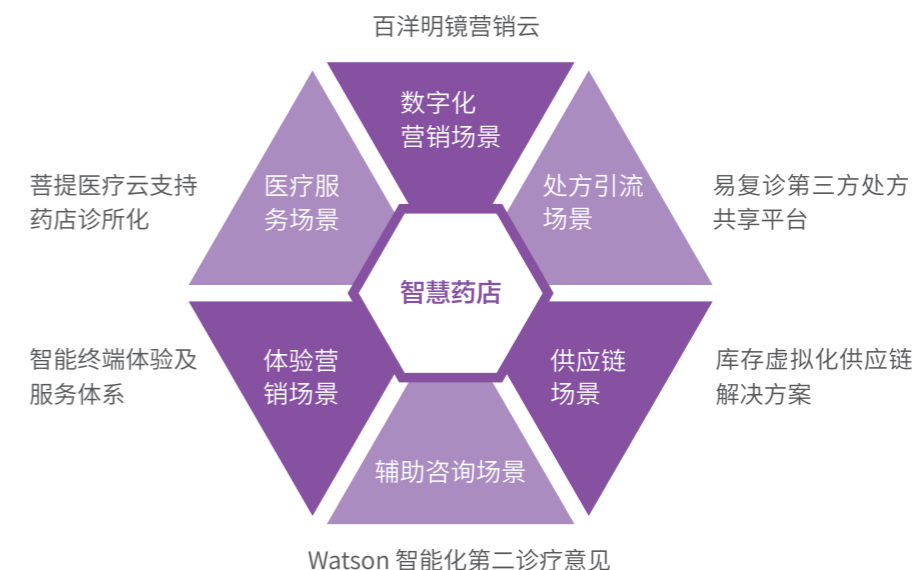 百洋明镜营销云
数字化
营销场景
菩提医疗云支持
药店诊所化
医疗服
务场景
处方引流
场景
易复诊第三方处方
共享平台
智慧药店
智能终端体验及
服务体系
体验营
销场景
供应链
场景
库存虚拟化供应链
解决方案
辅助咨询场景
Watson 智能化第二诊疗意见